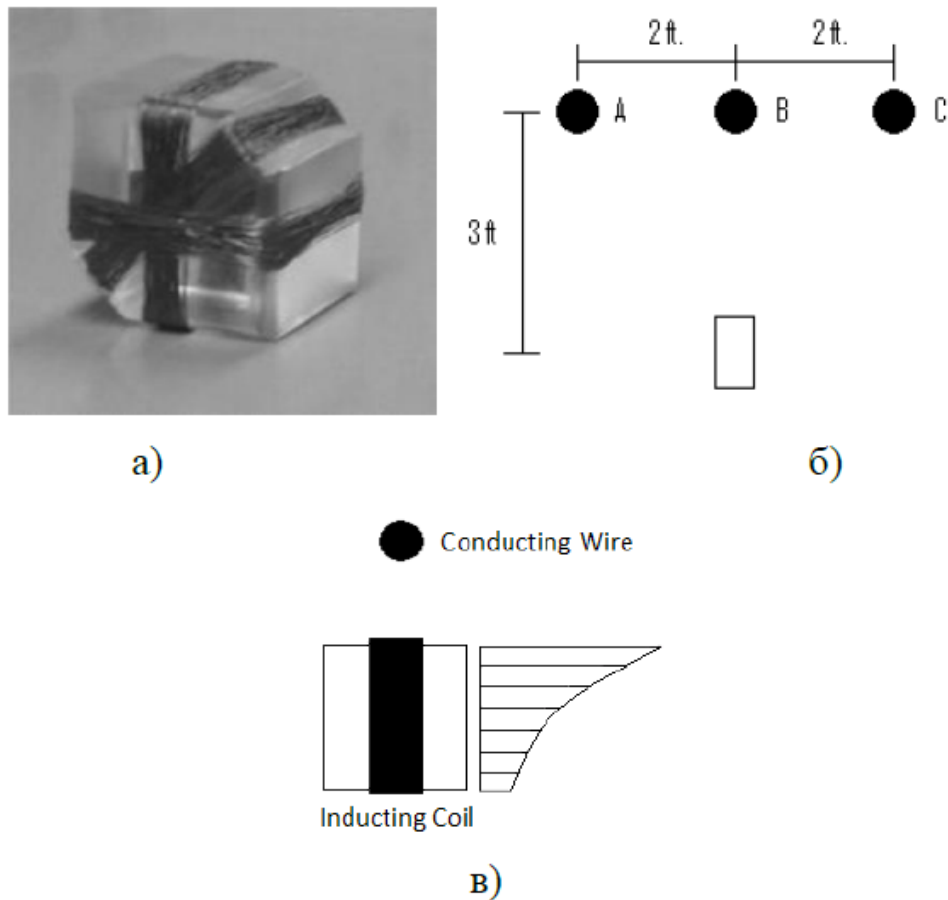 2 ft. 2 ft.
A B C
3 ft
а) б)
Conducting Wire
Inducting Coil
в)